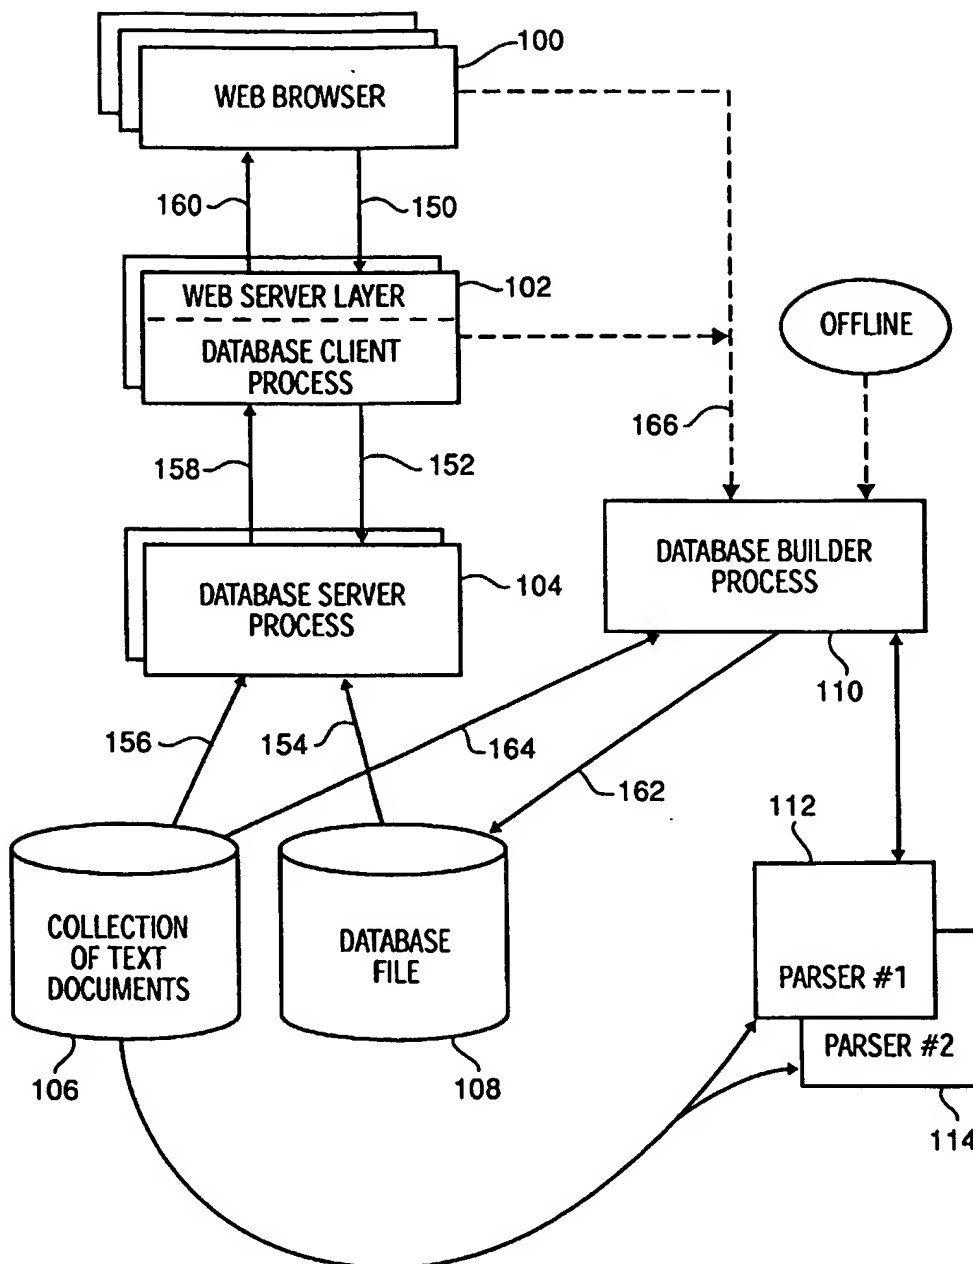 100
WEB BROWSER
160
150
WEB SERVER LAYER
102
DATABASE CLIENT
PROCESS
OFFLINE
166
158
152
DATABASE SERVER
PROCESS
104
DATABASE BUILDER
PROCESS
110
156
154
164
162
112
COLLECTION
OF TEXT
DOCUMENTS
DATABASE
FILE
PARSER #1
PARSER #2
106
108
114